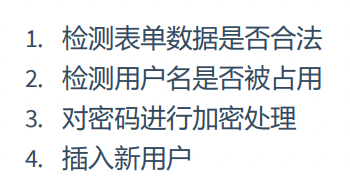 1. 检测表单数据是否合法
2. 检测用户名是否被占用
3. 对密码进行加密处理
4. 插入新用户